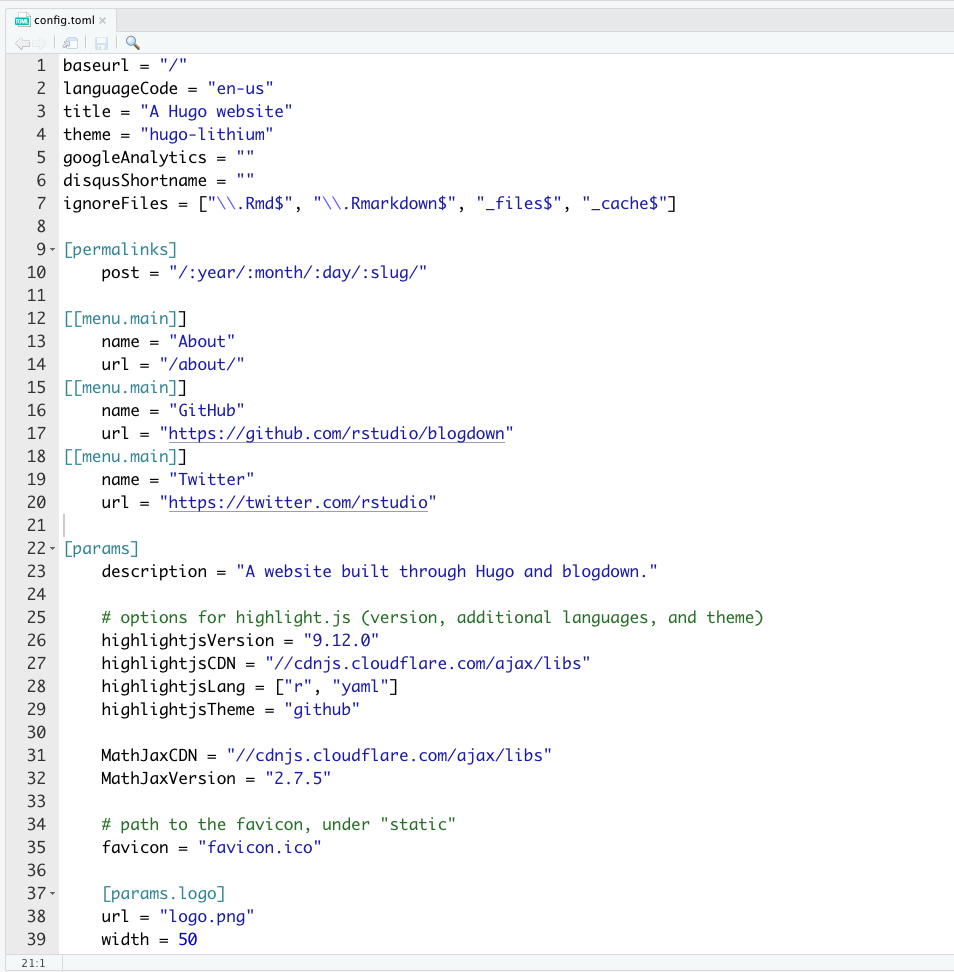 config.toml
1 baseurl = "/"
2 languageCode = "en-us"
3 title = "A Hugo website"
4 theme = "hugo-lithium"
5 googleAnalytics = ""
6 disqusShortname = ""
7 ignoreFiles = ["\\.Rmd$", "\\.Rmarkdown$", "_files$", "_cache$"]
8
9 [permalinks]
10     post = "/:year/:month/:day/:slug/"
11
12 [[menu.main]]
13     name = "About"
14     url = "/about/"
15 [[menu.main]]
16     name = "GitHub"
17     url = "https://github.com/rstudio/blogdown"
18 [[menu.main]]
19     name = "Twitter"
20     url = "https://twitter.com/rstudio"
21
22 [params]
23     description = "A website built through Hugo and blogdown."
24
25     # options for highlight.js (version, additional languages, and theme)
26     highlightjsVersion = "9.12.0"
27     highlightjsCDN = "//cdnjs.cloudflare.com/ajax/libs"
28     highlightjsLang = ["r", "yaml"]
29     highlightjsTheme = "github"
30
31     MathJaxCDN = "//cdnjs.cloudflare.com/ajax/libs"
32     MathJaxVersion = "2.7.5"
33
34     # path to the favicon, under "static"
35     favicon = "favicon.ico"
36
37     [params.logo]
38     url = "logo.png"
39     width = 50
21:1